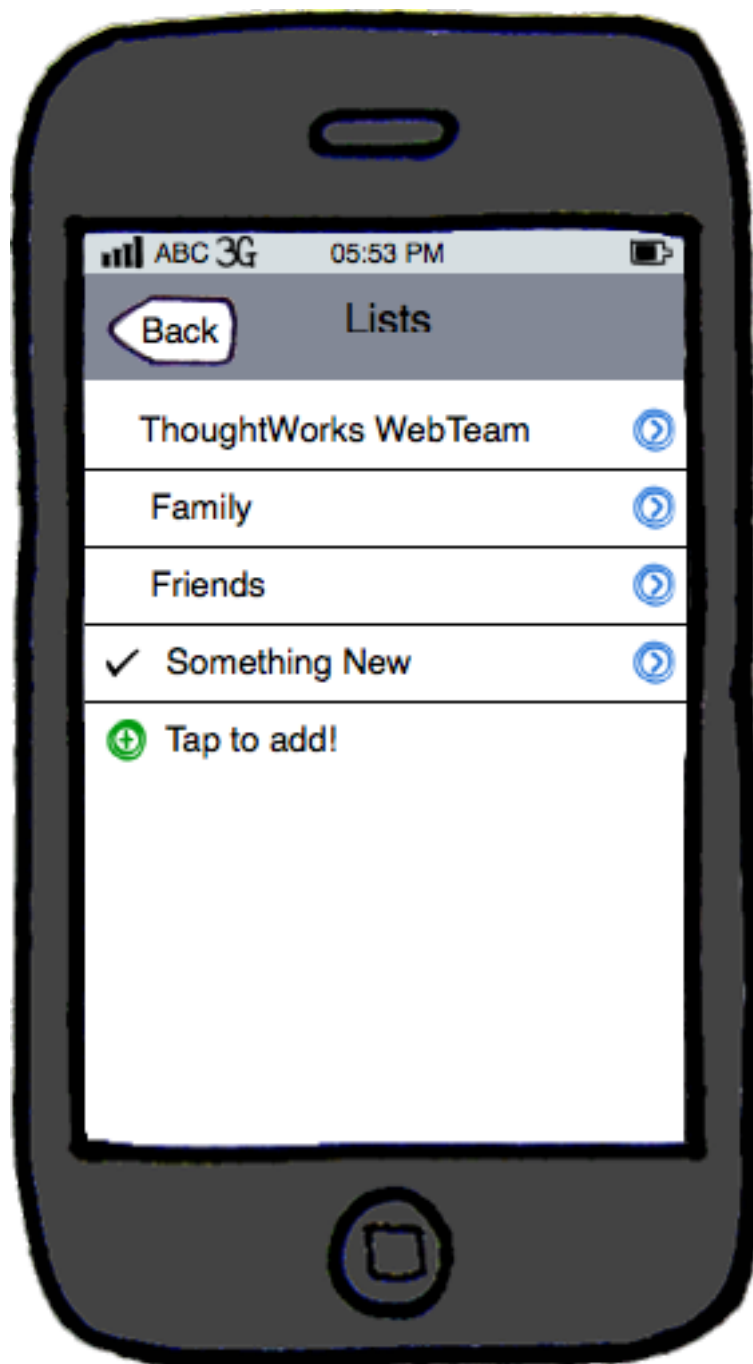 ABC 3G 05:53 PM
Back Lists
ThoughtWorks WebTeam
Family
Friends
Something New
Tap to add!